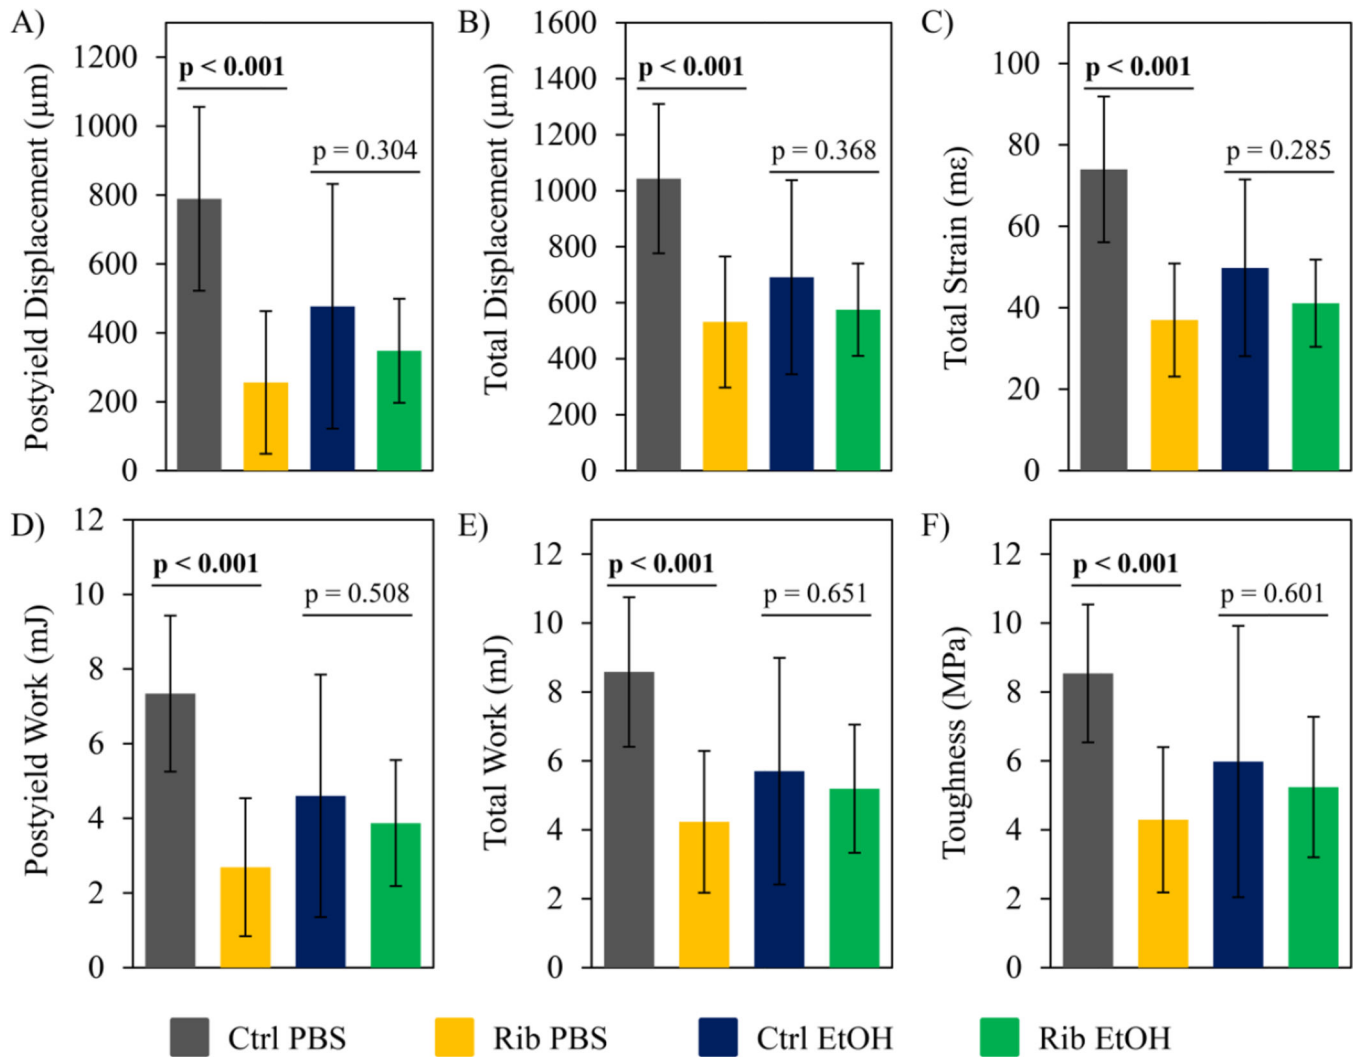 A)
Postyield Displacement (µm)
1200
1000
800
600
400
200
0
p < 0.001
p = 0.304
B)
Total Displacement (µm)
1600
1400
1200
1000
800
600
400
200
0
p < 0.001
p = 0.368
C)
Total Strain (mε)
100
80
60
40
20
0
p < 0.001
p = 0.285
D)
Postyield Work (mJ)
12
10
8
6
4
2
0
p < 0.001
p = 0.508
E)
Total Work (mJ)
12
10
8
6
4
2
0
p < 0.001
p = 0.651
F)
Toughness (MPa)
12
10
8
6
4
2
0
p < 0.001
p = 0.601
Ctrl PBS
Rib PBS
Ctrl EtOH
Rib EtOH